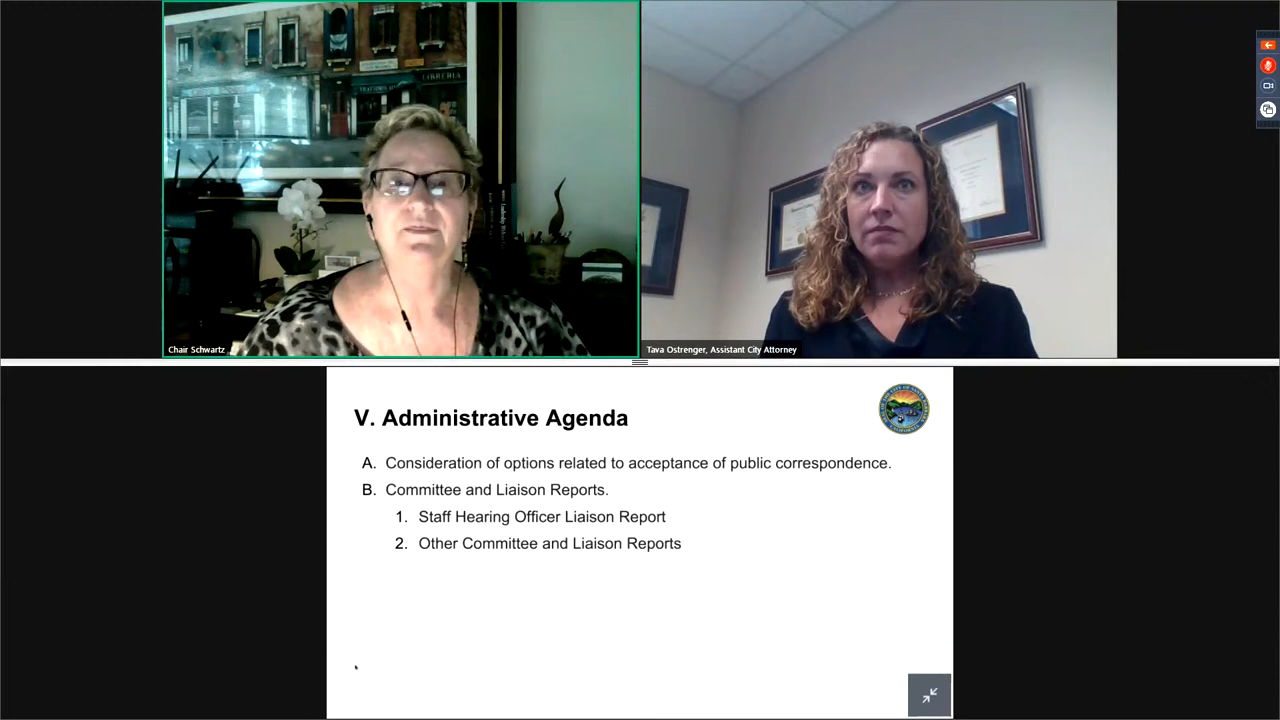 LIBRERIA
Chair Schwartz
Tava Ostrenger, Assistant City Attorney
V. Administrative Agenda
A. Consideration of options related to acceptance of public correspondence.
B. Committee and Liaison Reports.
1. Staff Hearing Officer Liaison Report
2. Other Committee and Liaison Reports